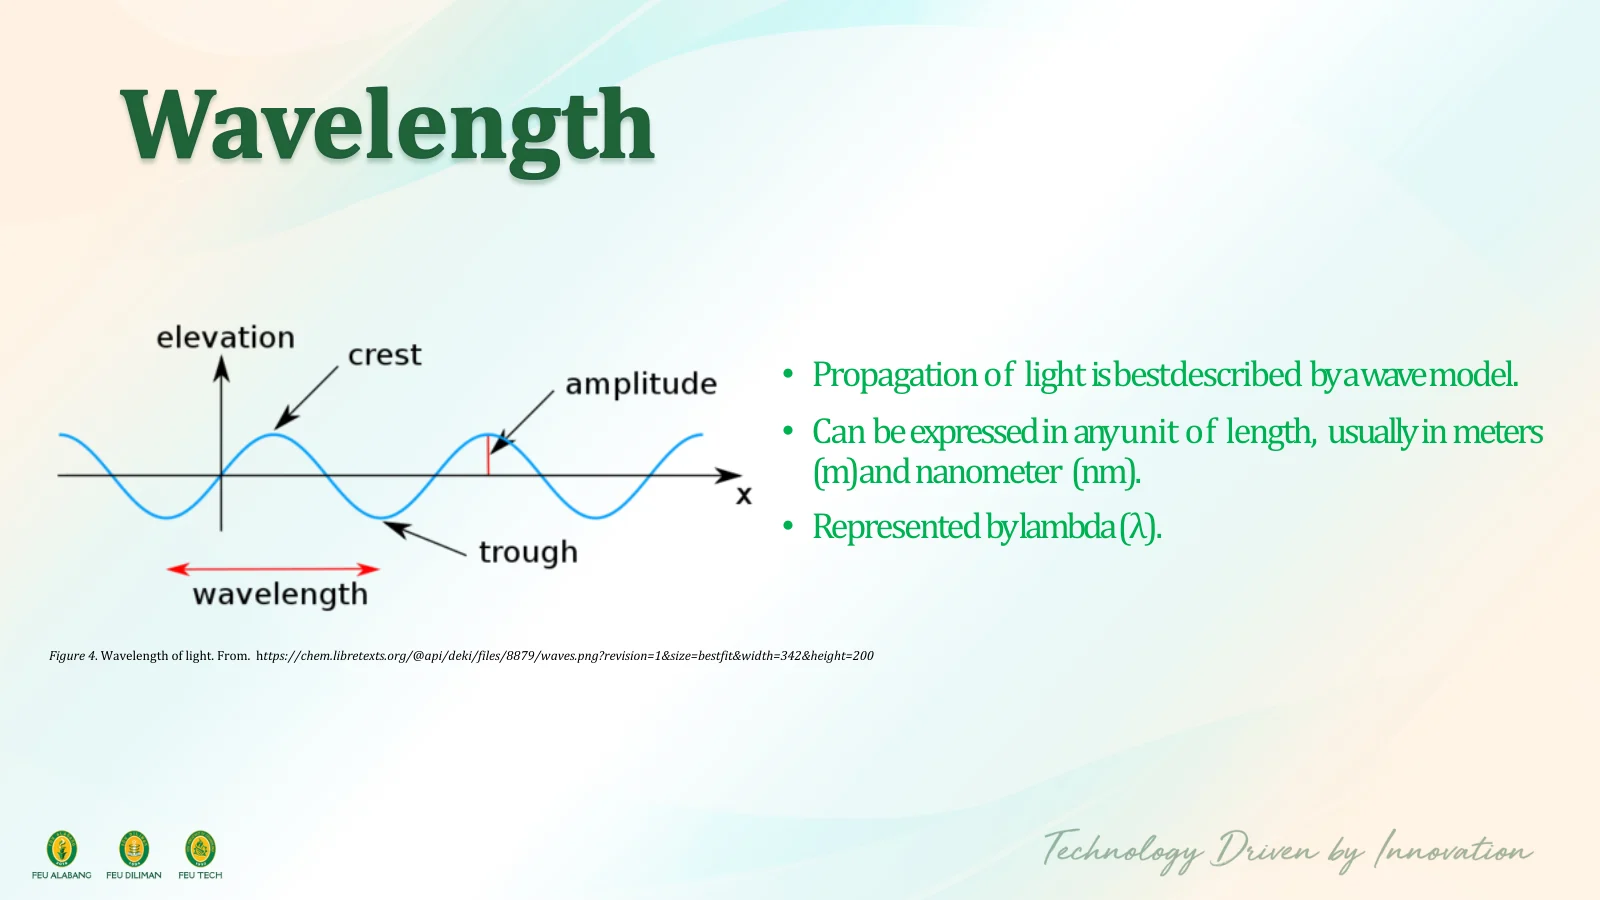 Wavelength
elevation
crest
amplitude
x
trough
wavelength
• Propagation of light is best described by a wave model.
• Can be expressed in any unit of length, usually in meters
(m) and nanometer (nm).
• Represented by lambda (λ).
Figure 4. Wavelength of light. From. https://chem.libretexts.org/@api/deki/files/8879/waves.png?revision=1&size=bestfit&width=342&height=200
FEU ALABANG
FEU DILIMAN
FEU TECH
Technology Driven by Innovation